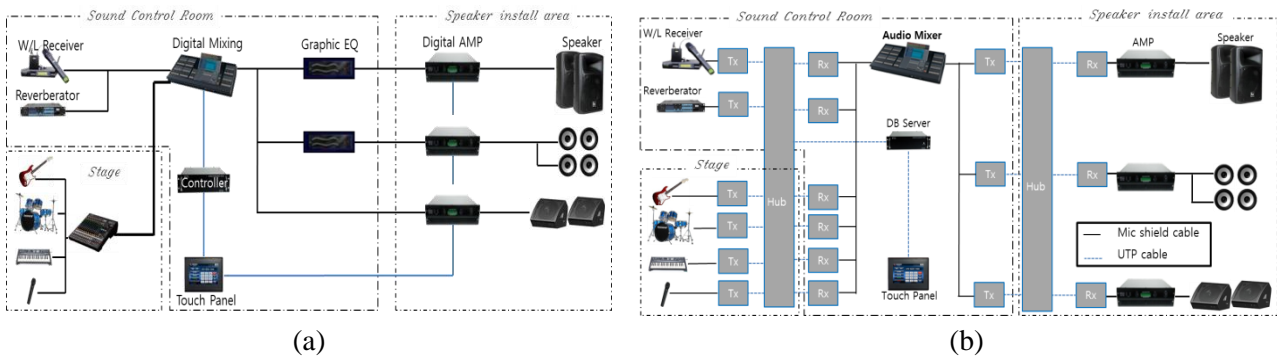 Sound Control Room
Speaker install area
W/L Receiver
Digital Mixing
Graphic EQ
Digital AMP
Speaker
Reverberator
Stage
Controller
Touch Panel
(a)
Sound Control Room
Speaker install area
W/L Receiver
Audio Mixer
AMP
Speaker
Tx
Rx
Tx
Rx
Reverberator
Tx
Rx
DB Server
Stage
Hub
Tx
Rx
Hub
Rx
Tx
Rx
Tx
Rx
Tx
Rx
Tx
Rx
Touch Panel
Mic shield cable
UTP cable
Tx
Rx
(b)